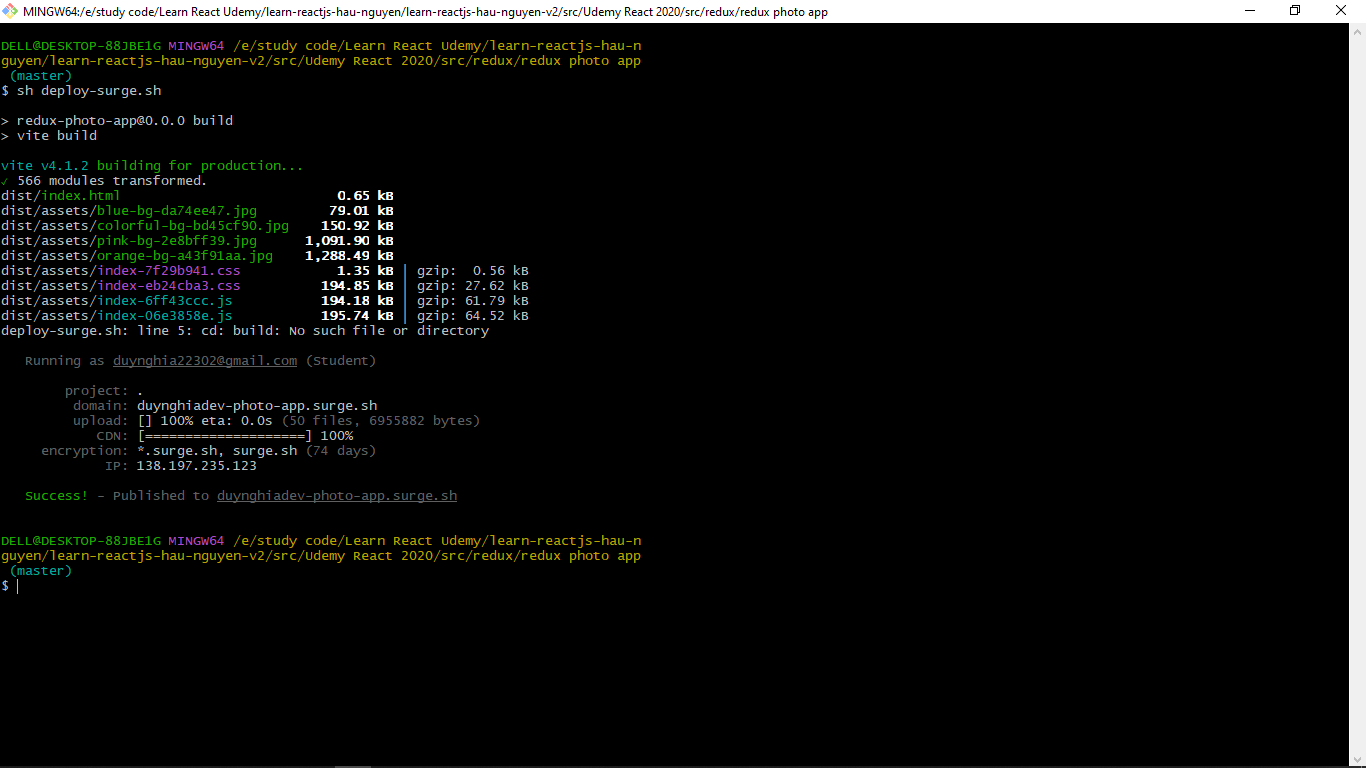 MINGW64:/e/study code/Learn React Udemy/learn-reactjs-hau-nguyen/learn-reactjs-hau-nguyen-v2/src/Udemy React 2020/src/redux/redux photo app
DELL@DESKTOP-88JBE1G MINGW64 /e/study code/Learn React Udemy/learn-reactjs-hau-n
guyen/learn-reactjs-hau-nguyen-v2/src/Udemy React 2020/src/redux/redux photo app
(master)
$ sh deploy-surge.sh
> redux-photo-app@0.0.0 build
> vite build
vite v4.1.2 building for production...
✓ 566 modules transformed.
dist/index.html 0.65 kB
dist/assets/blue-bg-da74ee47.jpg 79.01 kB
dist/assets/colorful-bg-bd45cf90.jpg 150.92 kB
dist/assets/pink-bg-2e8bff39.jpg 1,091.90 kB
dist/assets/orange-bg-a43f91aa.jpg 1,288.49 kB
dist/assets/index-7f29b941.css 1.35 kB │ gzip: 0.56 kB
dist/assets/index-eb24cba3.css 194.85 kB │ gzip: 27.62 kB
dist/assets/index-6ff43ccc.js 194.18 kB │ gzip: 61.79 kB
dist/assets/index-06e3858e.js 195.74 kB │ gzip: 64.52 kB
deploy-surge.sh: line 5: cd: build: No such file or directory
Running as duynghia22302@gmail.com (Student)
project: .
domain: duynghiadev-photo-app.surge.sh
upload: [] 100% eta: 0.0s (50 files, 6955882 bytes)
CDN: [====================] 100%
encryption: *.surge.sh, surge.sh (74 days)
IP: 138.197.235.123
Success! - Published to duynghiadev-photo-app.surge.sh
DELL@DESKTOP-88JBE1G MINGW64 /e/study code/Learn React Udemy/learn-reactjs-hau-n
guyen/learn-reactjs-hau-nguyen-v2/src/Udemy React 2020/src/redux/redux photo app
(master)
$